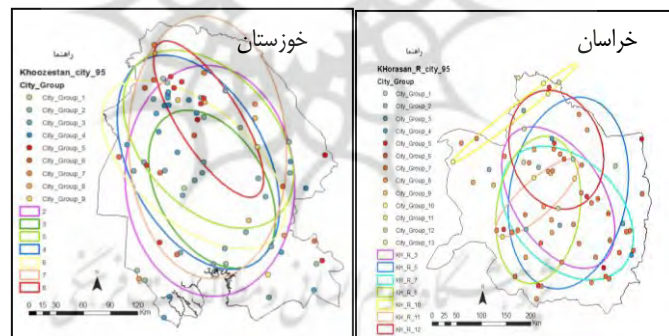 خوزستان
راهنما
Khoozestan_city_95
City_Group
City_Group_1
City_Group_2
City_Group_3
City_Group_4
City_Group_5
City_Group_6
City_Group_7
City_Group_8
City_Group_9
2
3
5
4
6
7
8
0 15 30 60 90 120
Km
خراسان
راهنما
KHorasan_R_city_95
City_Group
City_Group_1
City_Group_2
City_Group_3
City_Group_4
City_Group_5
City_Group_6
City_Group_7
City_Group_8
City_Group_9
City_Group_10
City_Group_11
City_Group_12
City_Group_13
KH_R_3
KH_R_5
KH_R_7
KH_R_10
KH_R_11
KH_R_12
0 25 50 100 150 200
Km